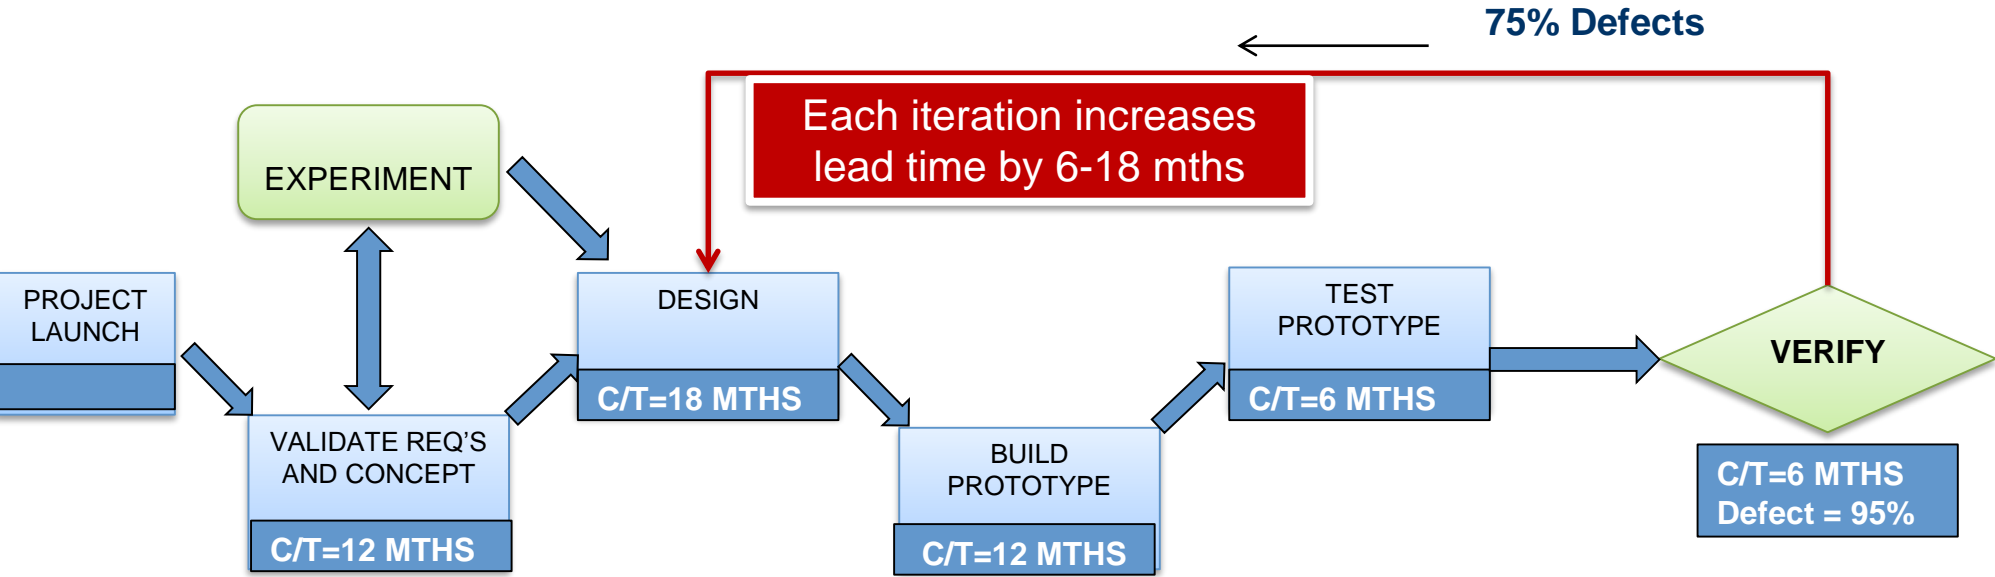 75% Defects
Each iteration increases
lead time by 6-18 mths
EXPERIMENT
PROJECT
LAUNCH
VALIDATE REQ'S
AND CONCEPT
C/T=12 MTHS
DESIGN
C/T=18 MTHS
BUILD
PROTOTYPE
C/T=12 MTHS
TEST
PROTOTYPE
C/T=6 MTHS
VERIFY
C/T=6 MTHS
Defect = 95%